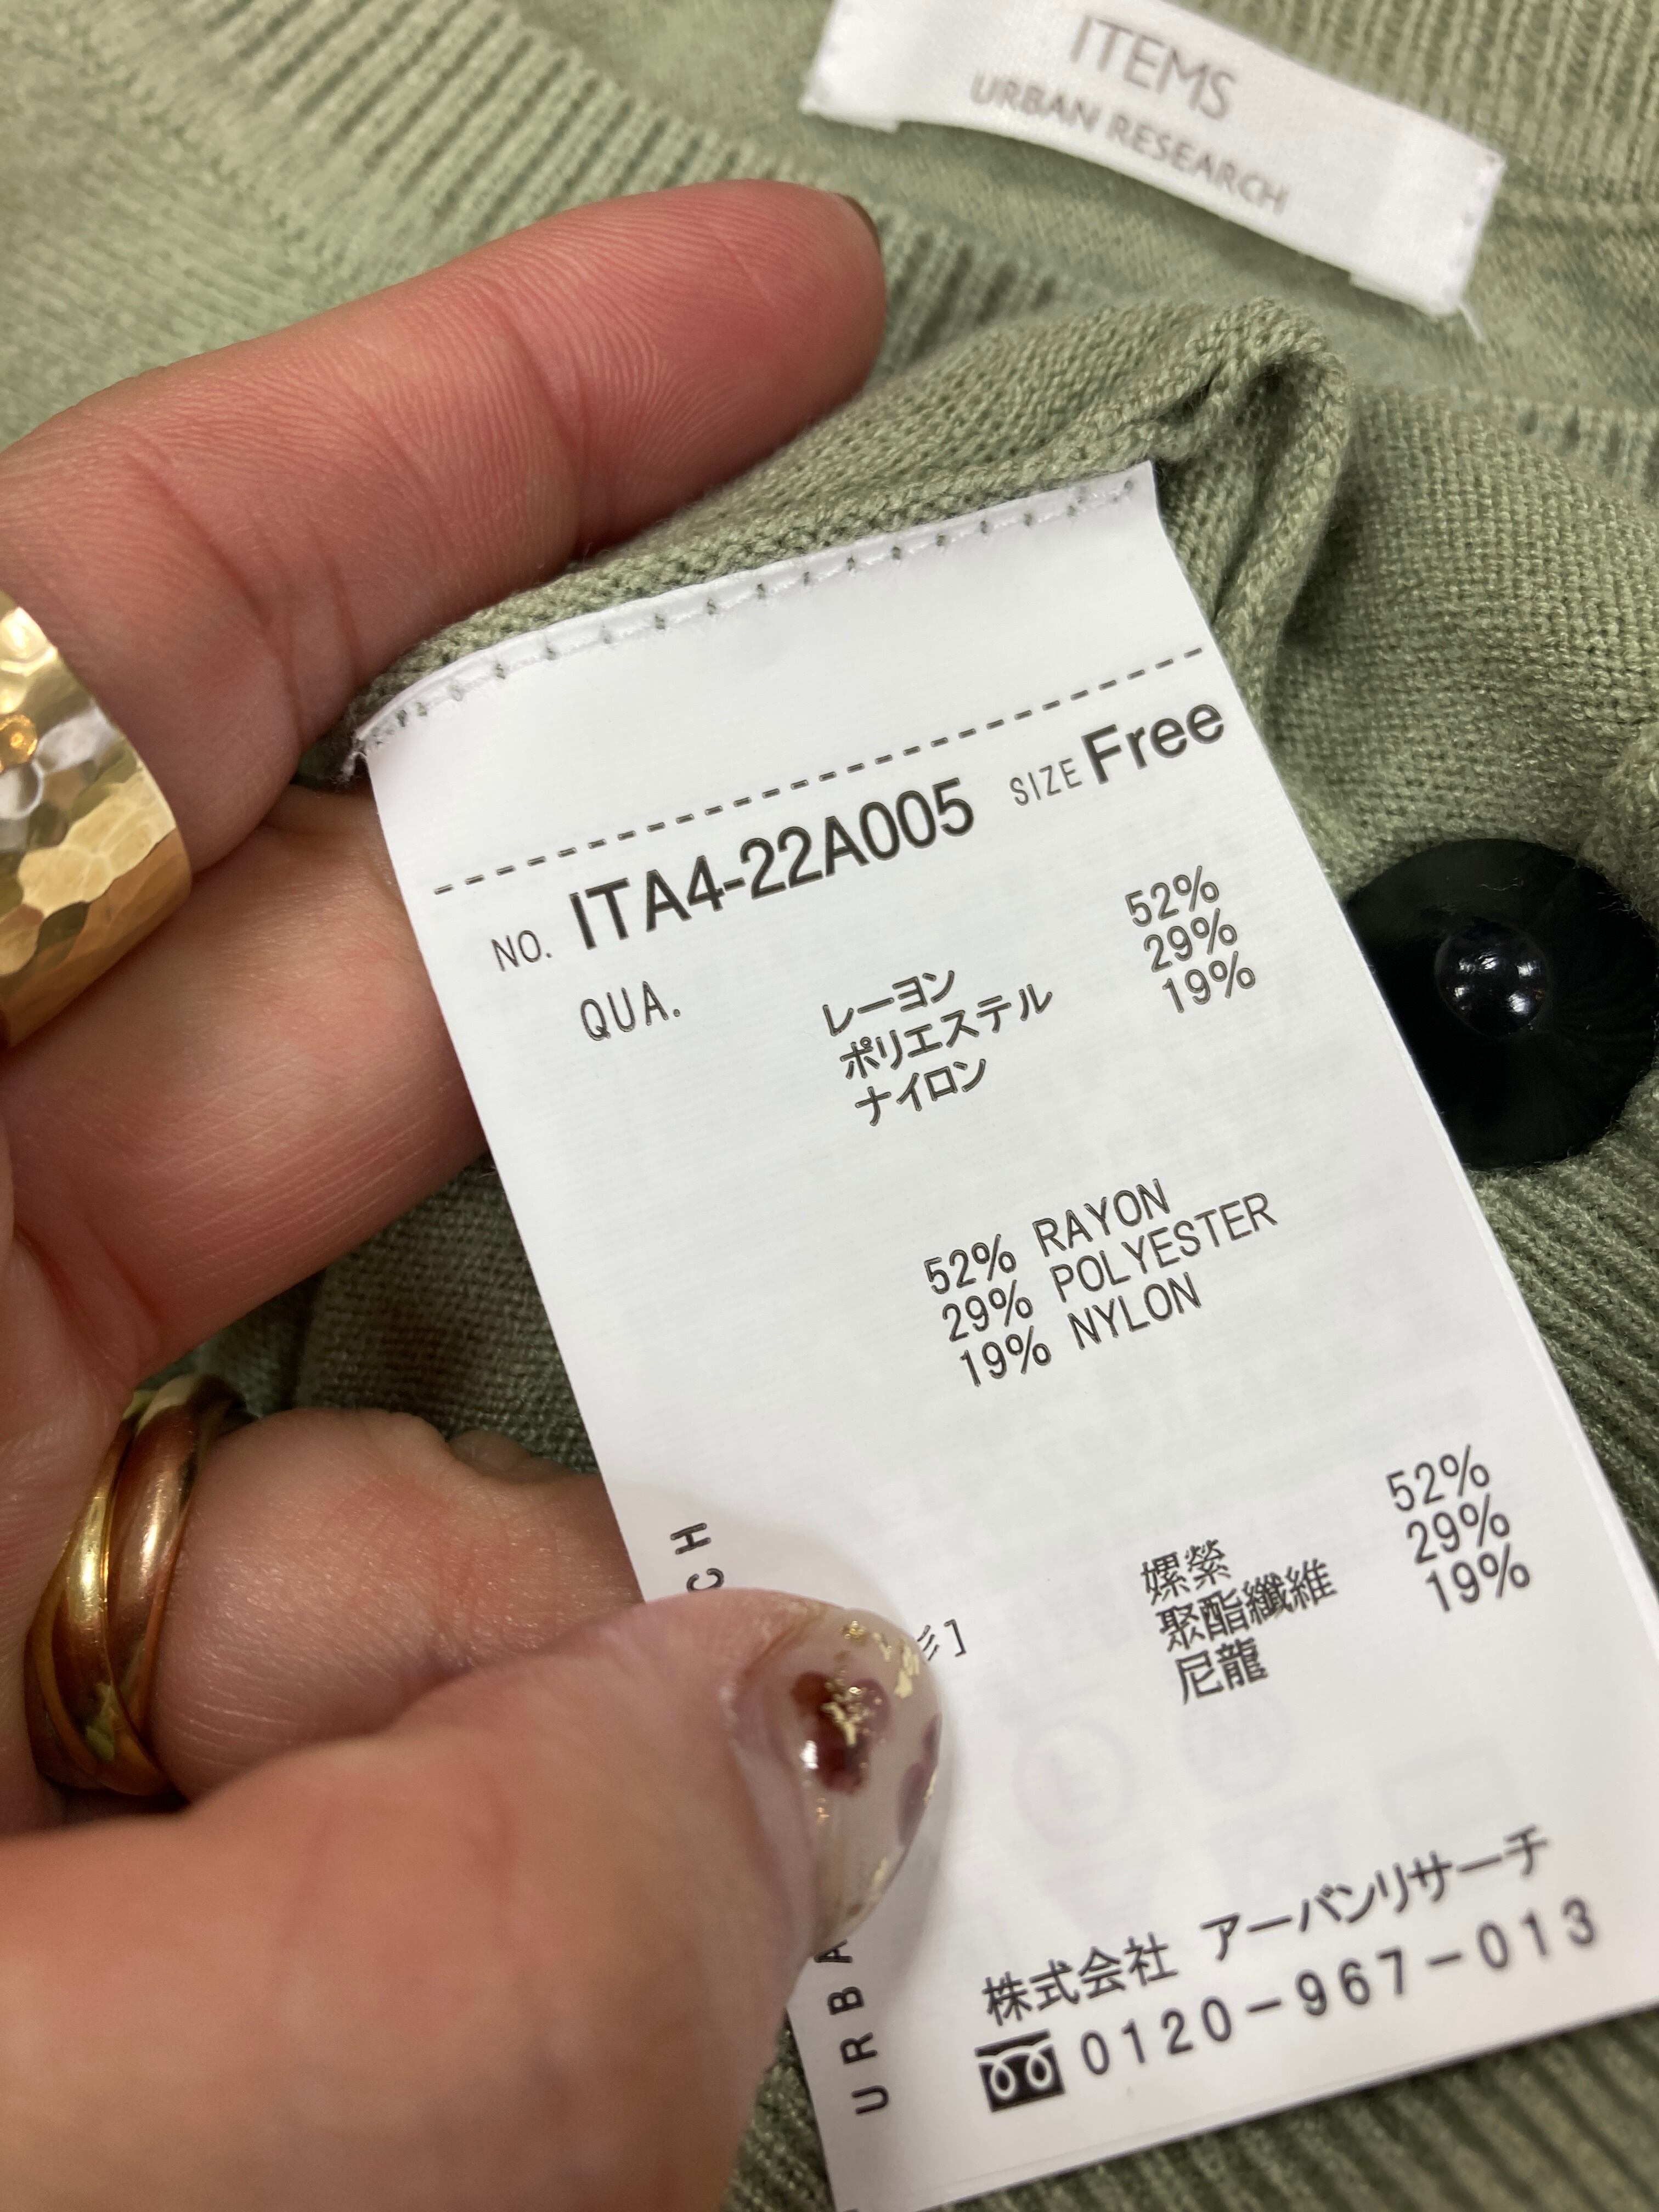 ITEMS
URBAN RESEARCH
NO. ITA4-22A005 SIZE Free
QUA.
レーヨン 52%
ポリエステル 29%
ナイロン 19%
52% RAYON
29% POLYESTER
19% NYLON
嫘縈 52%
聚酯纖維 29%
尼龍 19%
株式会社 アーバンリサーチ
0120-967-013